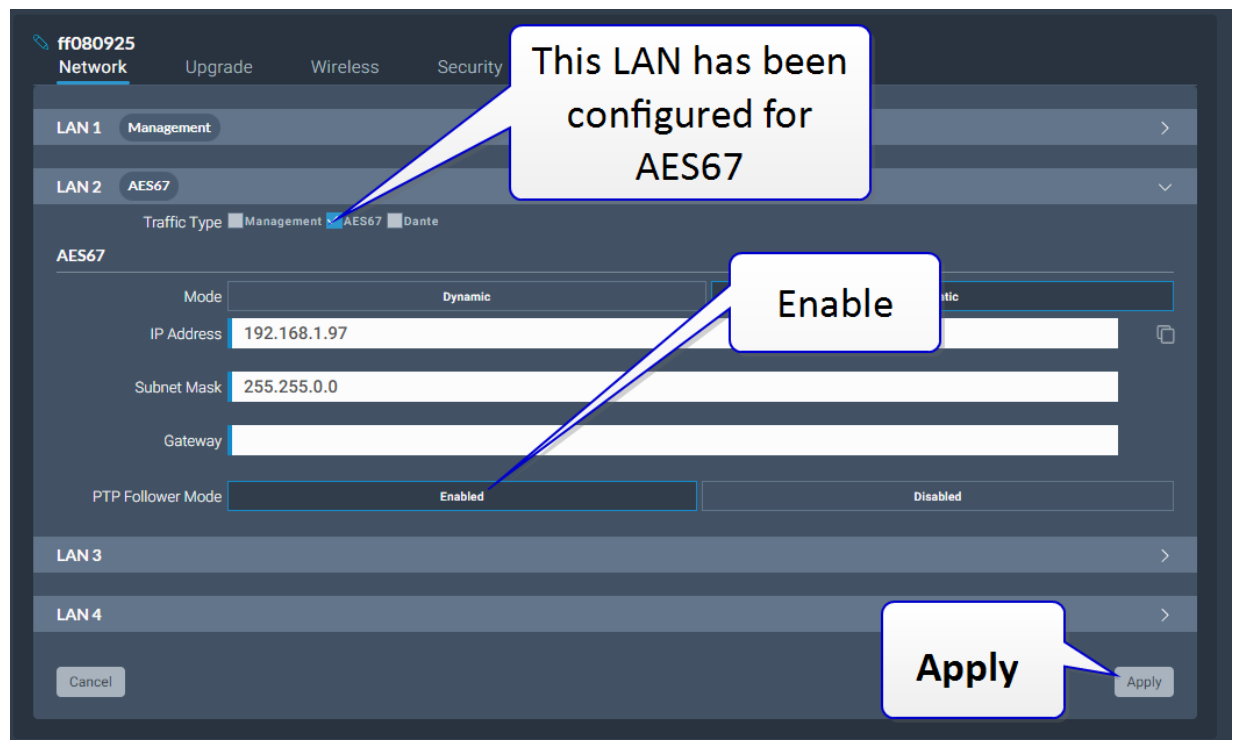 ff080925
Network Upgrade Wireless Security
This LAN has been
configured for
AES67
LAN 1 Management
LAN 2 AES67
Traffic Type Management AES67 Dante
AES67
Mode Dynamic
Enable
IP Address 192.168.1.97
Subnet Mask 255.255.0.0
Gateway
PTP Follower Mode Enabled Disabled
LAN 3
LAN 4
Apply
Cancel Apply